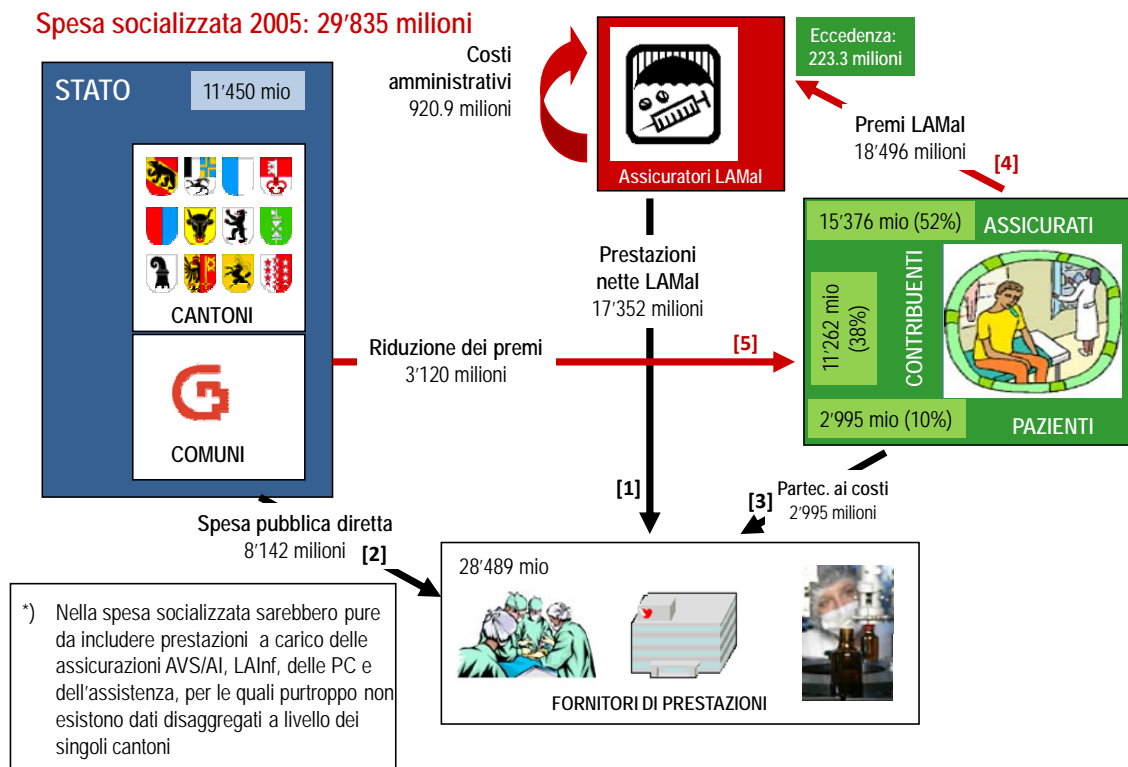 Spesa socializzata 2005: 29'835 milioni
STATO
11'450 mio
CANTONI
COMUNI
Costi
amministrativi
920.9 milioni
Assicuratori LAMal
Eccedenza:
223.3 milioni
Premi LAMal
18'496 milioni
[4]
15'376 mio (52%)
ASSICURATI
11'262 mio
(38%)
CONTRIBUENTI
2'995 mio (10%)
PAZIENTI
Prestazioni
nette LAMal
17'352 milioni
Riduzione dei premi
3'120 milioni
[5]
[1]
[3]
Partec. ai costi
2'995 milioni
Spesa pubblica diretta
8'142 milioni
[2]
28'489 mio
FORNITORI DI PRESTAZIONI
*) Nella spesa socializzata sarebbero pure
da includere prestazioni a carico delle
assicurazioni AVS/AI, LAInf, delle PC e
dell'assistenza, per le quali purtroppo non
esistono dati disaggregati a livello dei
singoli cantoni